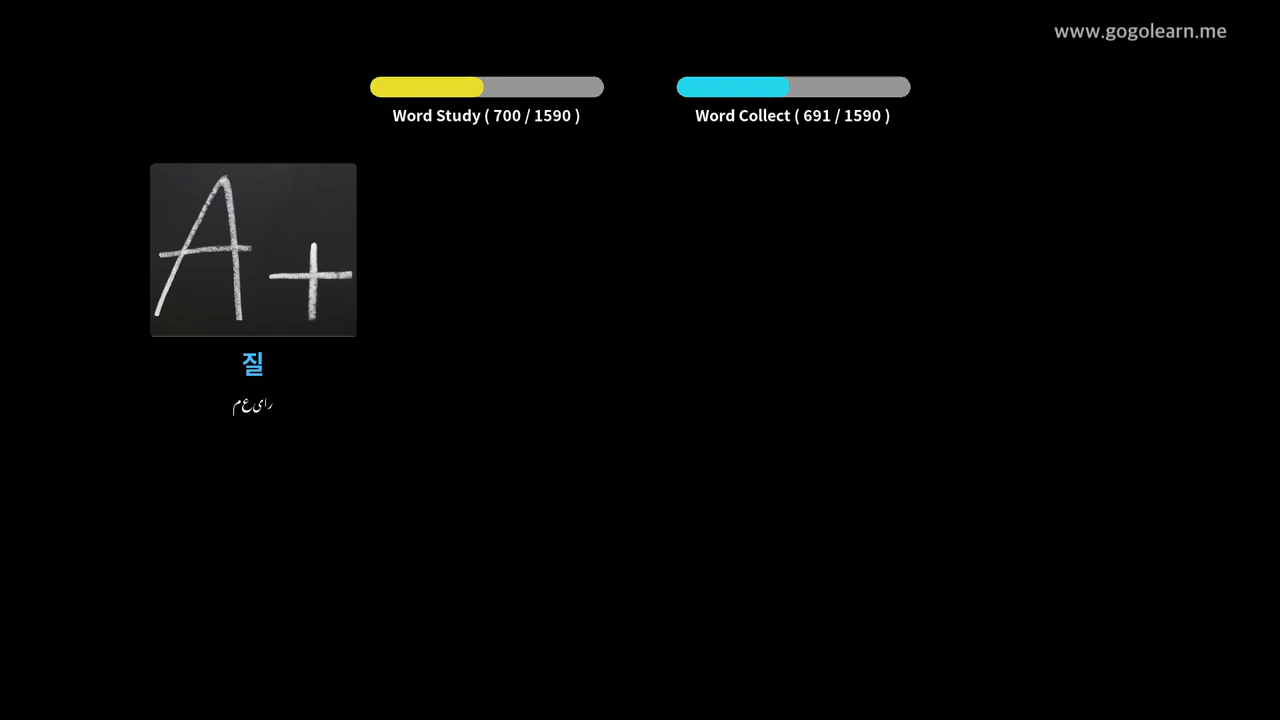 www.gogolearn.me
Word Study ( 700 / 1590 )
Word Collect ( 691 / 1590 )
A+
질
معیار